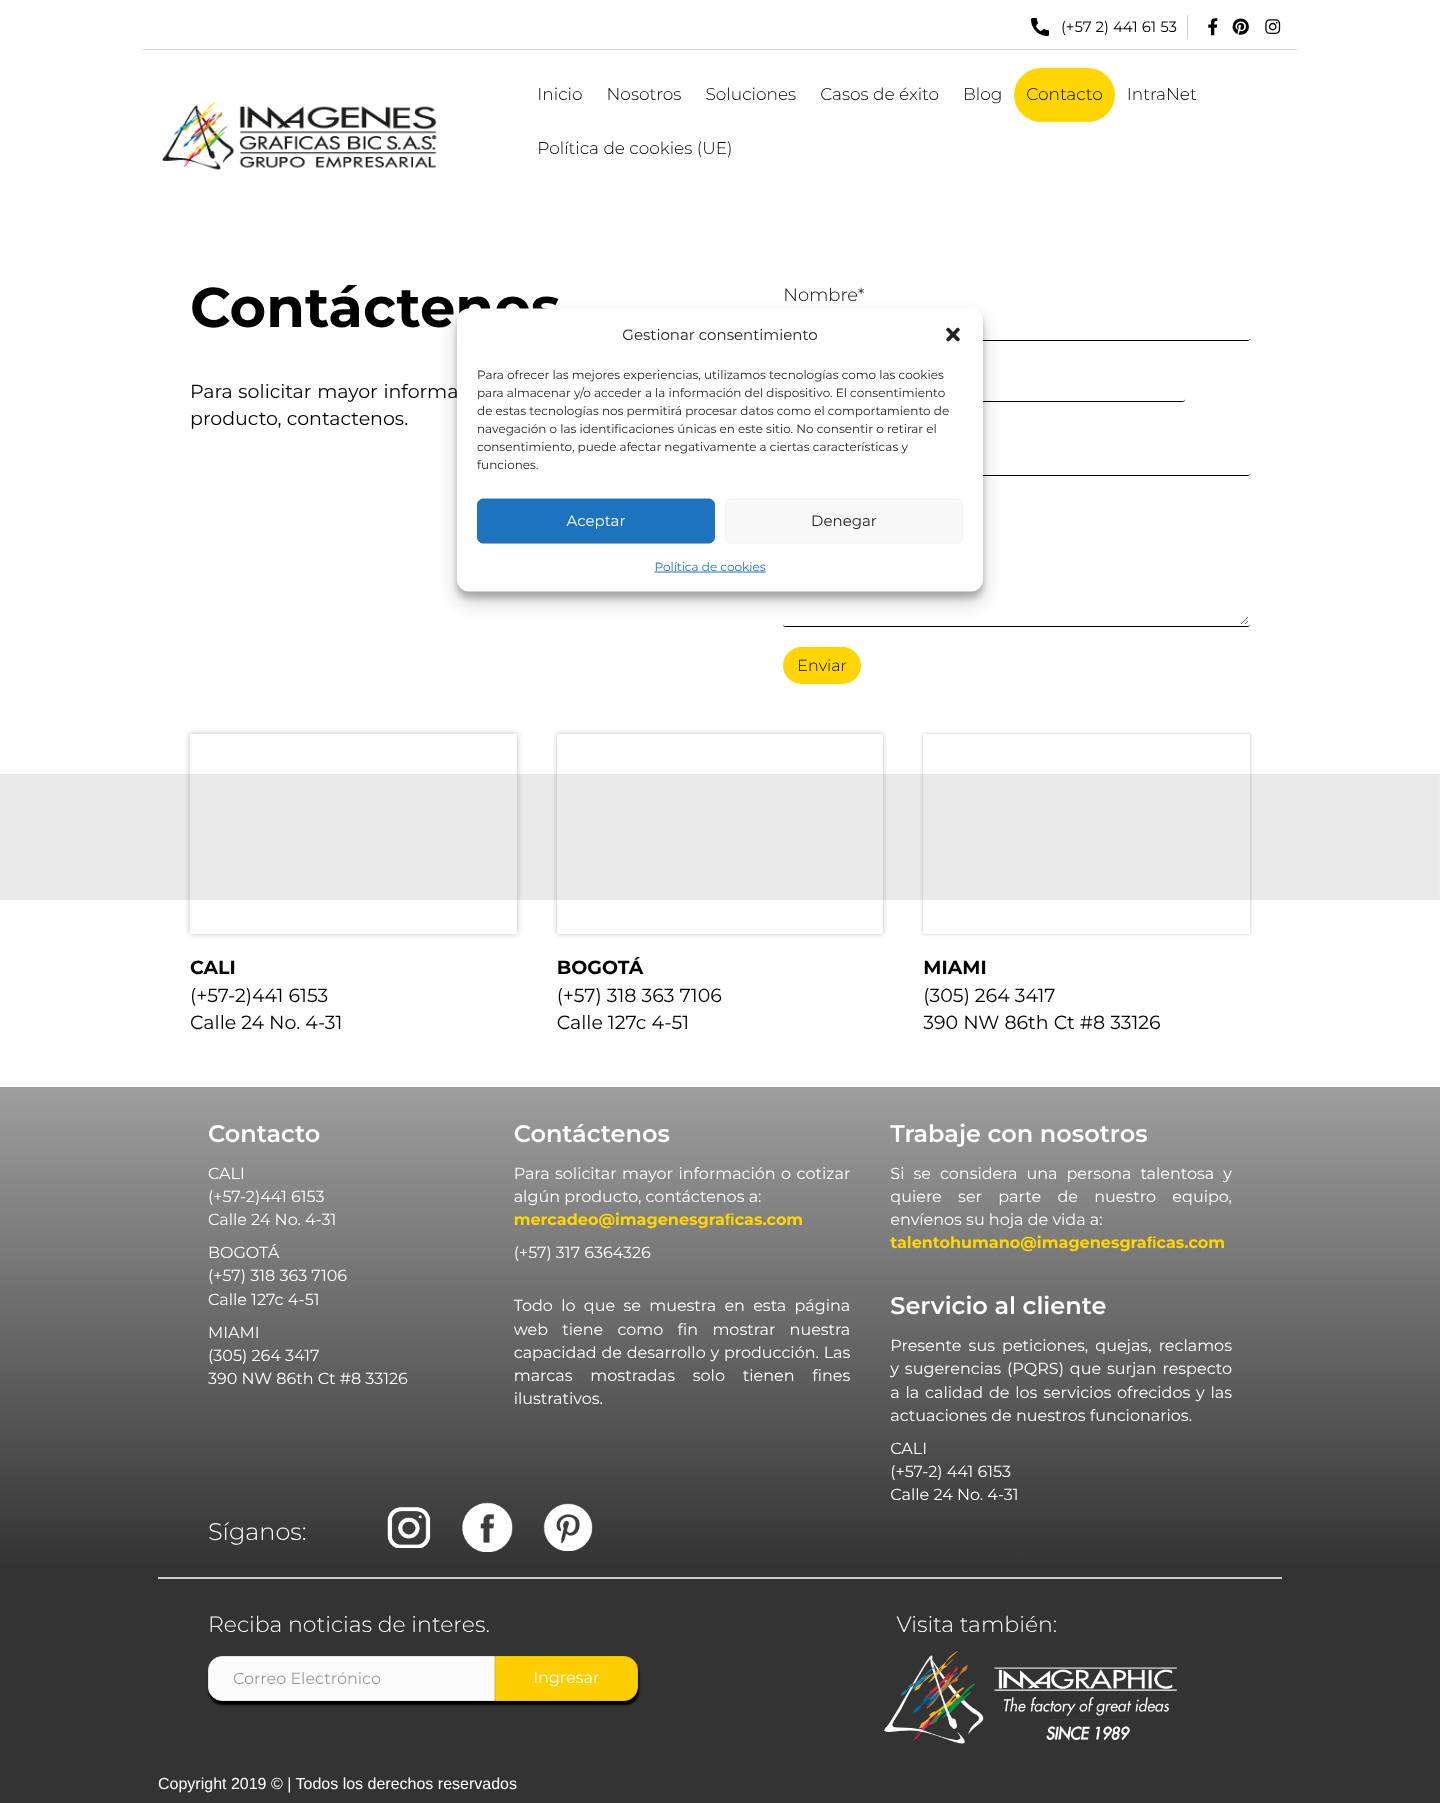 (+57 2) 441 61 53
Inicio Nosotros Soluciones Casos de éxito Blog Contacto IntraNet
Política de cookies (UE)
IMAGENES
GRAFICAS BIC S.A.S.®
GRUPO EMPRESARIAL
Contáctenos
Para solicitar mayor informa
producto, contactenos.
Nombre*
Gestionar consentimiento
Para ofrecer las mejores experiencias, utilizamos tecnologías como las cookies
para almacenar y/o acceder a la información del dispositivo. El consentimiento
de estas tecnologías nos permitirá procesar datos como el comportamiento de
navegación o las identificaciones únicas en este sitio. No consentir o retirar el
consentimiento, puede afectar negativamente a ciertas características y
funciones.
Aceptar
Denegar
Política de cookies
Enviar
CALI
(+57-2)441 6153
Calle 24 No. 4-31
BOGOTÁ
(+57) 318 363 7106
Calle 127c 4-51
MIAMI
(305) 264 3417
390 NW 86th Ct #8 33126
Contacto
CALI
(+57-2)441 6153
Calle 24 No. 4-31
BOGOTÁ
(+57) 318 363 7106
Calle 127c 4-51
MIAMI
(305) 264 3417
390 NW 86th Ct #8 33126
Contáctenos
Para solicitar mayor información o cotizar
algún producto, contáctenos a:
mercadeo@imagenesgraficas.com
(+57) 317 6364326
Todo lo que se muestra en esta página
web tiene como fin mostrar nuestra
capacidad de desarrollo y producción. Las
marcas mostradas solo tienen fines
ilustrativos.
Trabaje con nosotros
Si se considera una persona talentosa y
quiere ser parte de nuestro equipo,
envíenos su hoja de vida a:
talentohumano@imagenesgraficas.com
Servicio al cliente
Presente sus peticiones, quejas, reclamos
y sugerencias (PQRS) que surjan respecto
a la calidad de los servicios ofrecidos y las
actuaciones de nuestros funcionarios.
CALI
(+57-2) 441 6153
Calle 24 No. 4-31
Síganos:
Reciba noticias de interes.
Correo Electrónico
Ingresar
Visita también:
IMAGRAPHIC
The factory of great ideas
SINCE 1989
Copyright 2019 © | Todos los derechos reservados